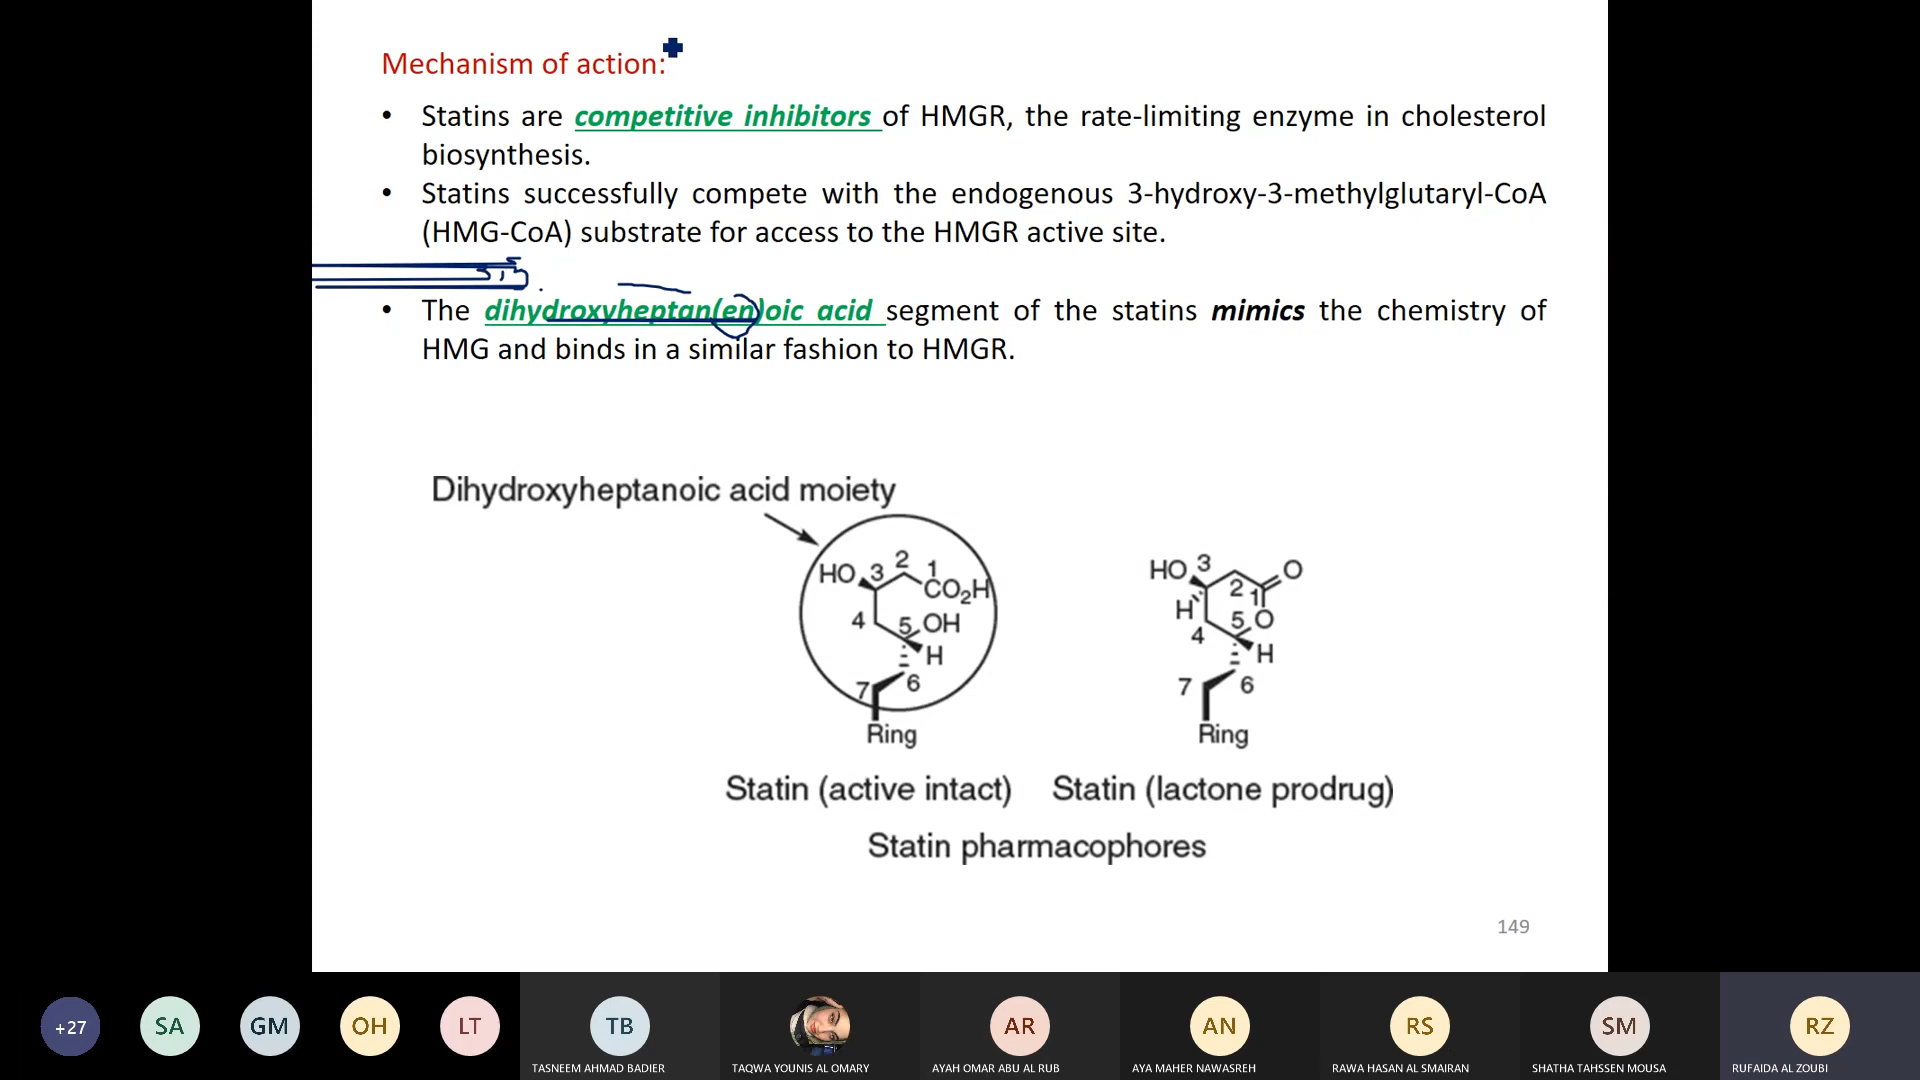 Mechanism of action:
• Statins are competitive inhibitors of HMGR, the rate-limiting enzyme in cholesterol
biosynthesis.
• Statins successfully compete with the endogenous 3-hydroxy-3-methylglutaryl-CoA
(HMG-CoA) substrate for access to the HMGR active site.
• The dihydroxyheptan(en)oic acid segment of the statins mimics the chemistry of
HMG and binds in a similar fashion to HMGR.
Dihydroxyheptanoic acid moiety
HO 3 2 1 CO2H
4 5 OH
H
7 6
Ring
HO 3 2 1 O
H 4 5 O
H
7 6
Ring
Statin (active intact) Statin (lactone prodrug)
Statin pharmacophores
149
+27 SA GM OH LT TB AR AN RS SM RZ
TASNEEM AHMAD BADIER TAQWA YOUNIS AL OMARY AYAH OMAR ABU AL RUB AYA MAHER NAWASREH RAWA HASAN AL SMAIRAN SHATHA TAHSSEN MOUSA RUFAIDA AL ZOUBI